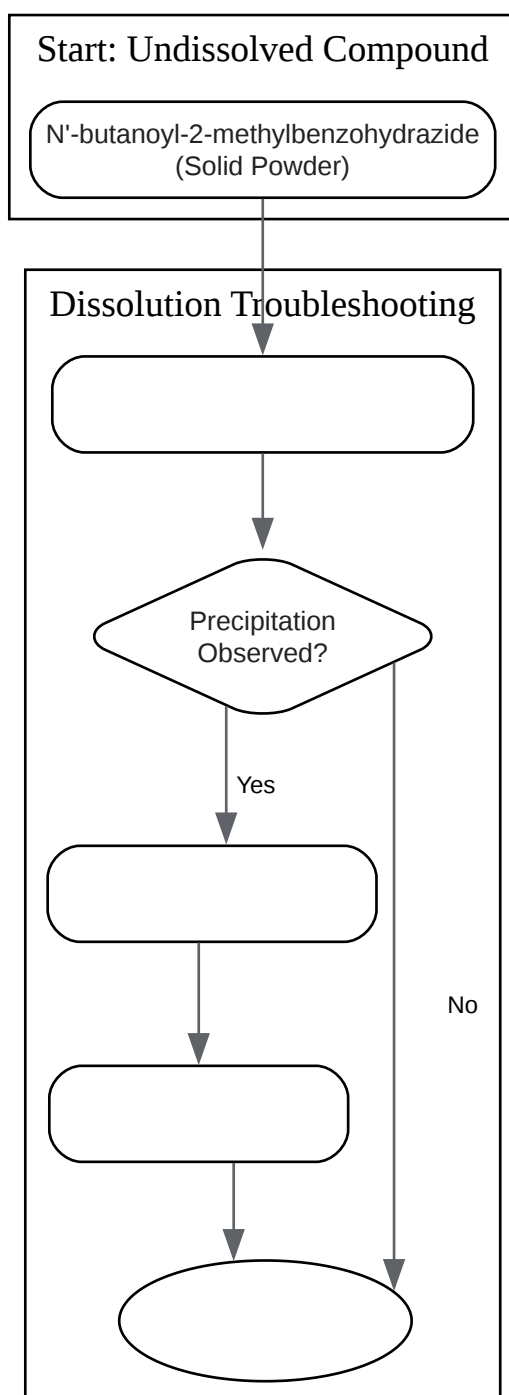 Start: Undissolved Compound
N'-butanoyl-2-methylbenzohydrazide
(Solid Powder)
Dissolution Troubleshooting
Precipitation
Observed?
Yes
No